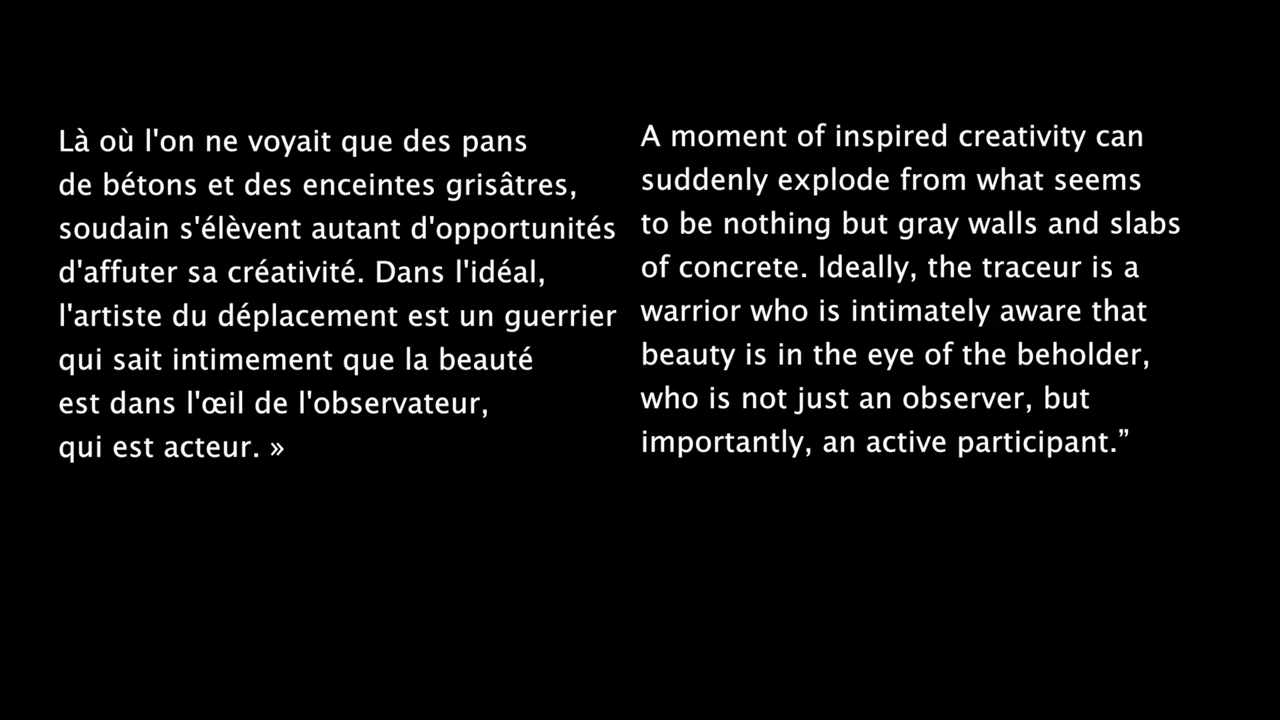 Là où l'on ne voyait que des pans
de bétons et des enceintes grisâtres,
soudain s'élèvent autant d'opportunités
d'affuter sa créativité. Dans l'idéal,
l'artiste du déplacement est un guerrier
qui sait intimement que la beauté
est dans l'œil de l'observateur,
qui est acteur. »
A moment of inspired creativity can
suddenly explode from what seems
to be nothing but gray walls and slabs
of concrete. Ideally, the traceur is a
warrior who is intimately aware that
beauty is in the eye of the beholder,
who is not just an observer, but
importantly, an active participant.”